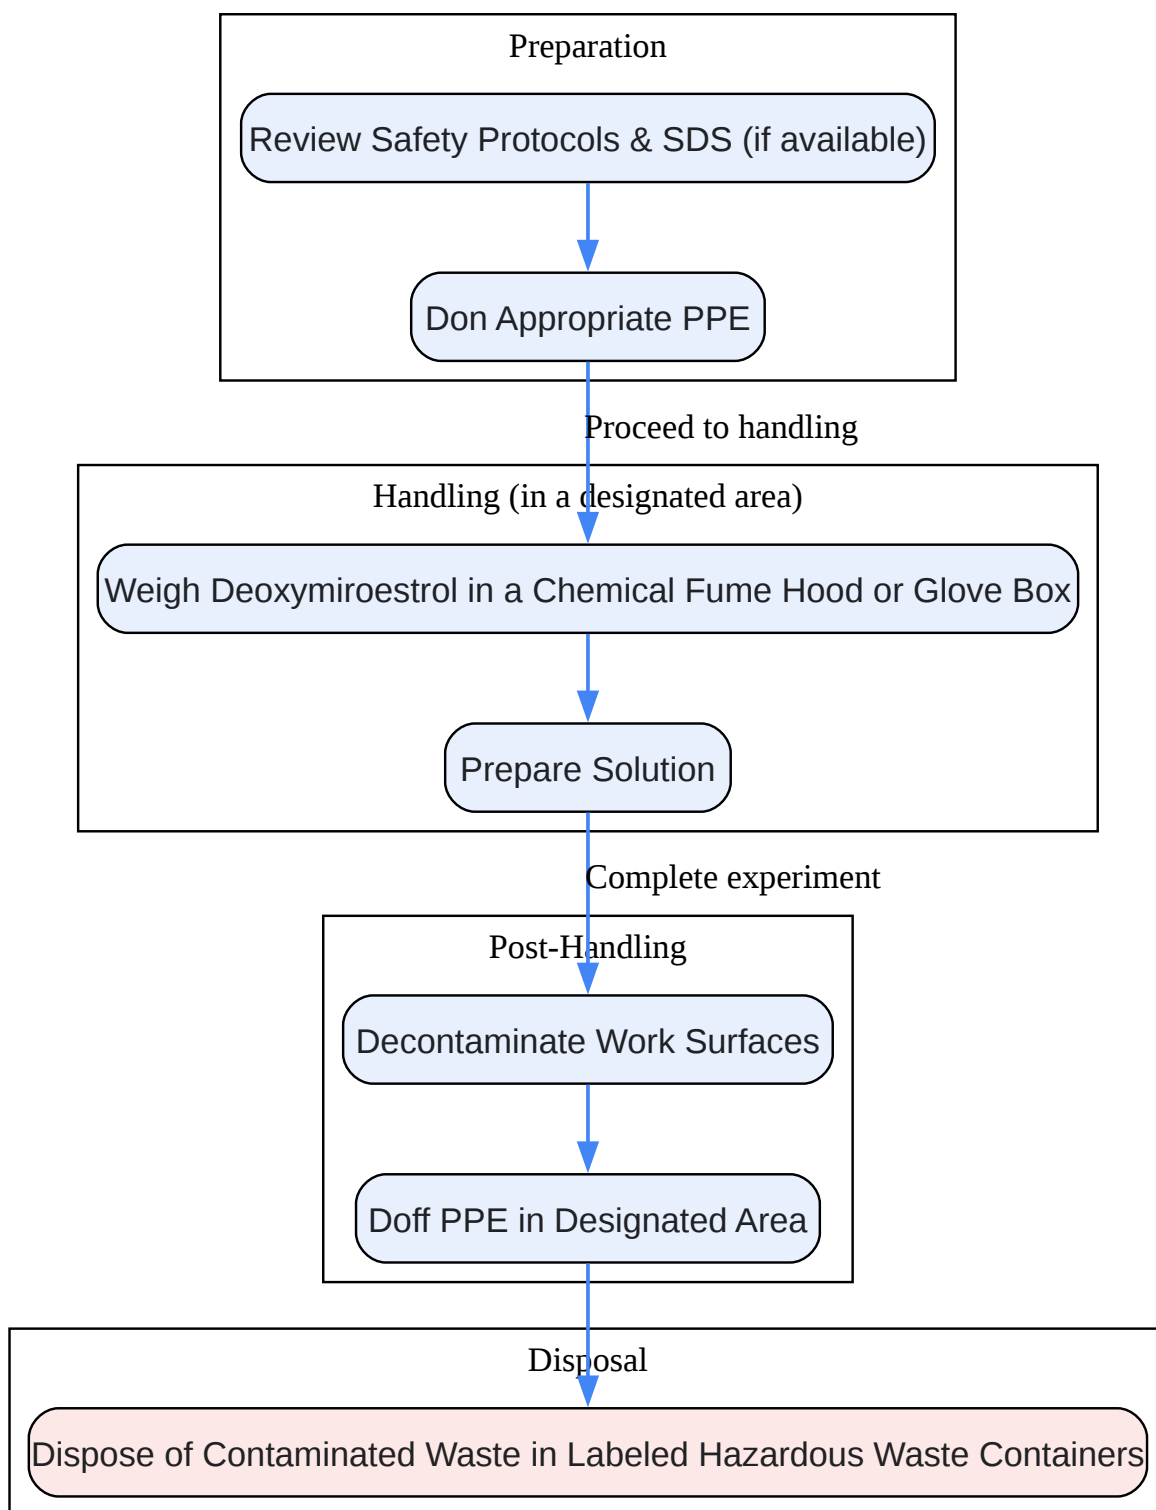 Preparation
Review Safety Protocols & SDS (if available)
Don Appropriate PPE
Proceed to handling
Handling (in a designated area)
Weigh Deoxymiroestrol in a Chemical Fume Hood or Glove Box
Prepare Solution
Complete experiment
Post-Handling
Decontaminate Work Surfaces
Doff PPE in Designated Area
Disposal
Dispose of Contaminated Waste in Labeled Hazardous Waste Containers